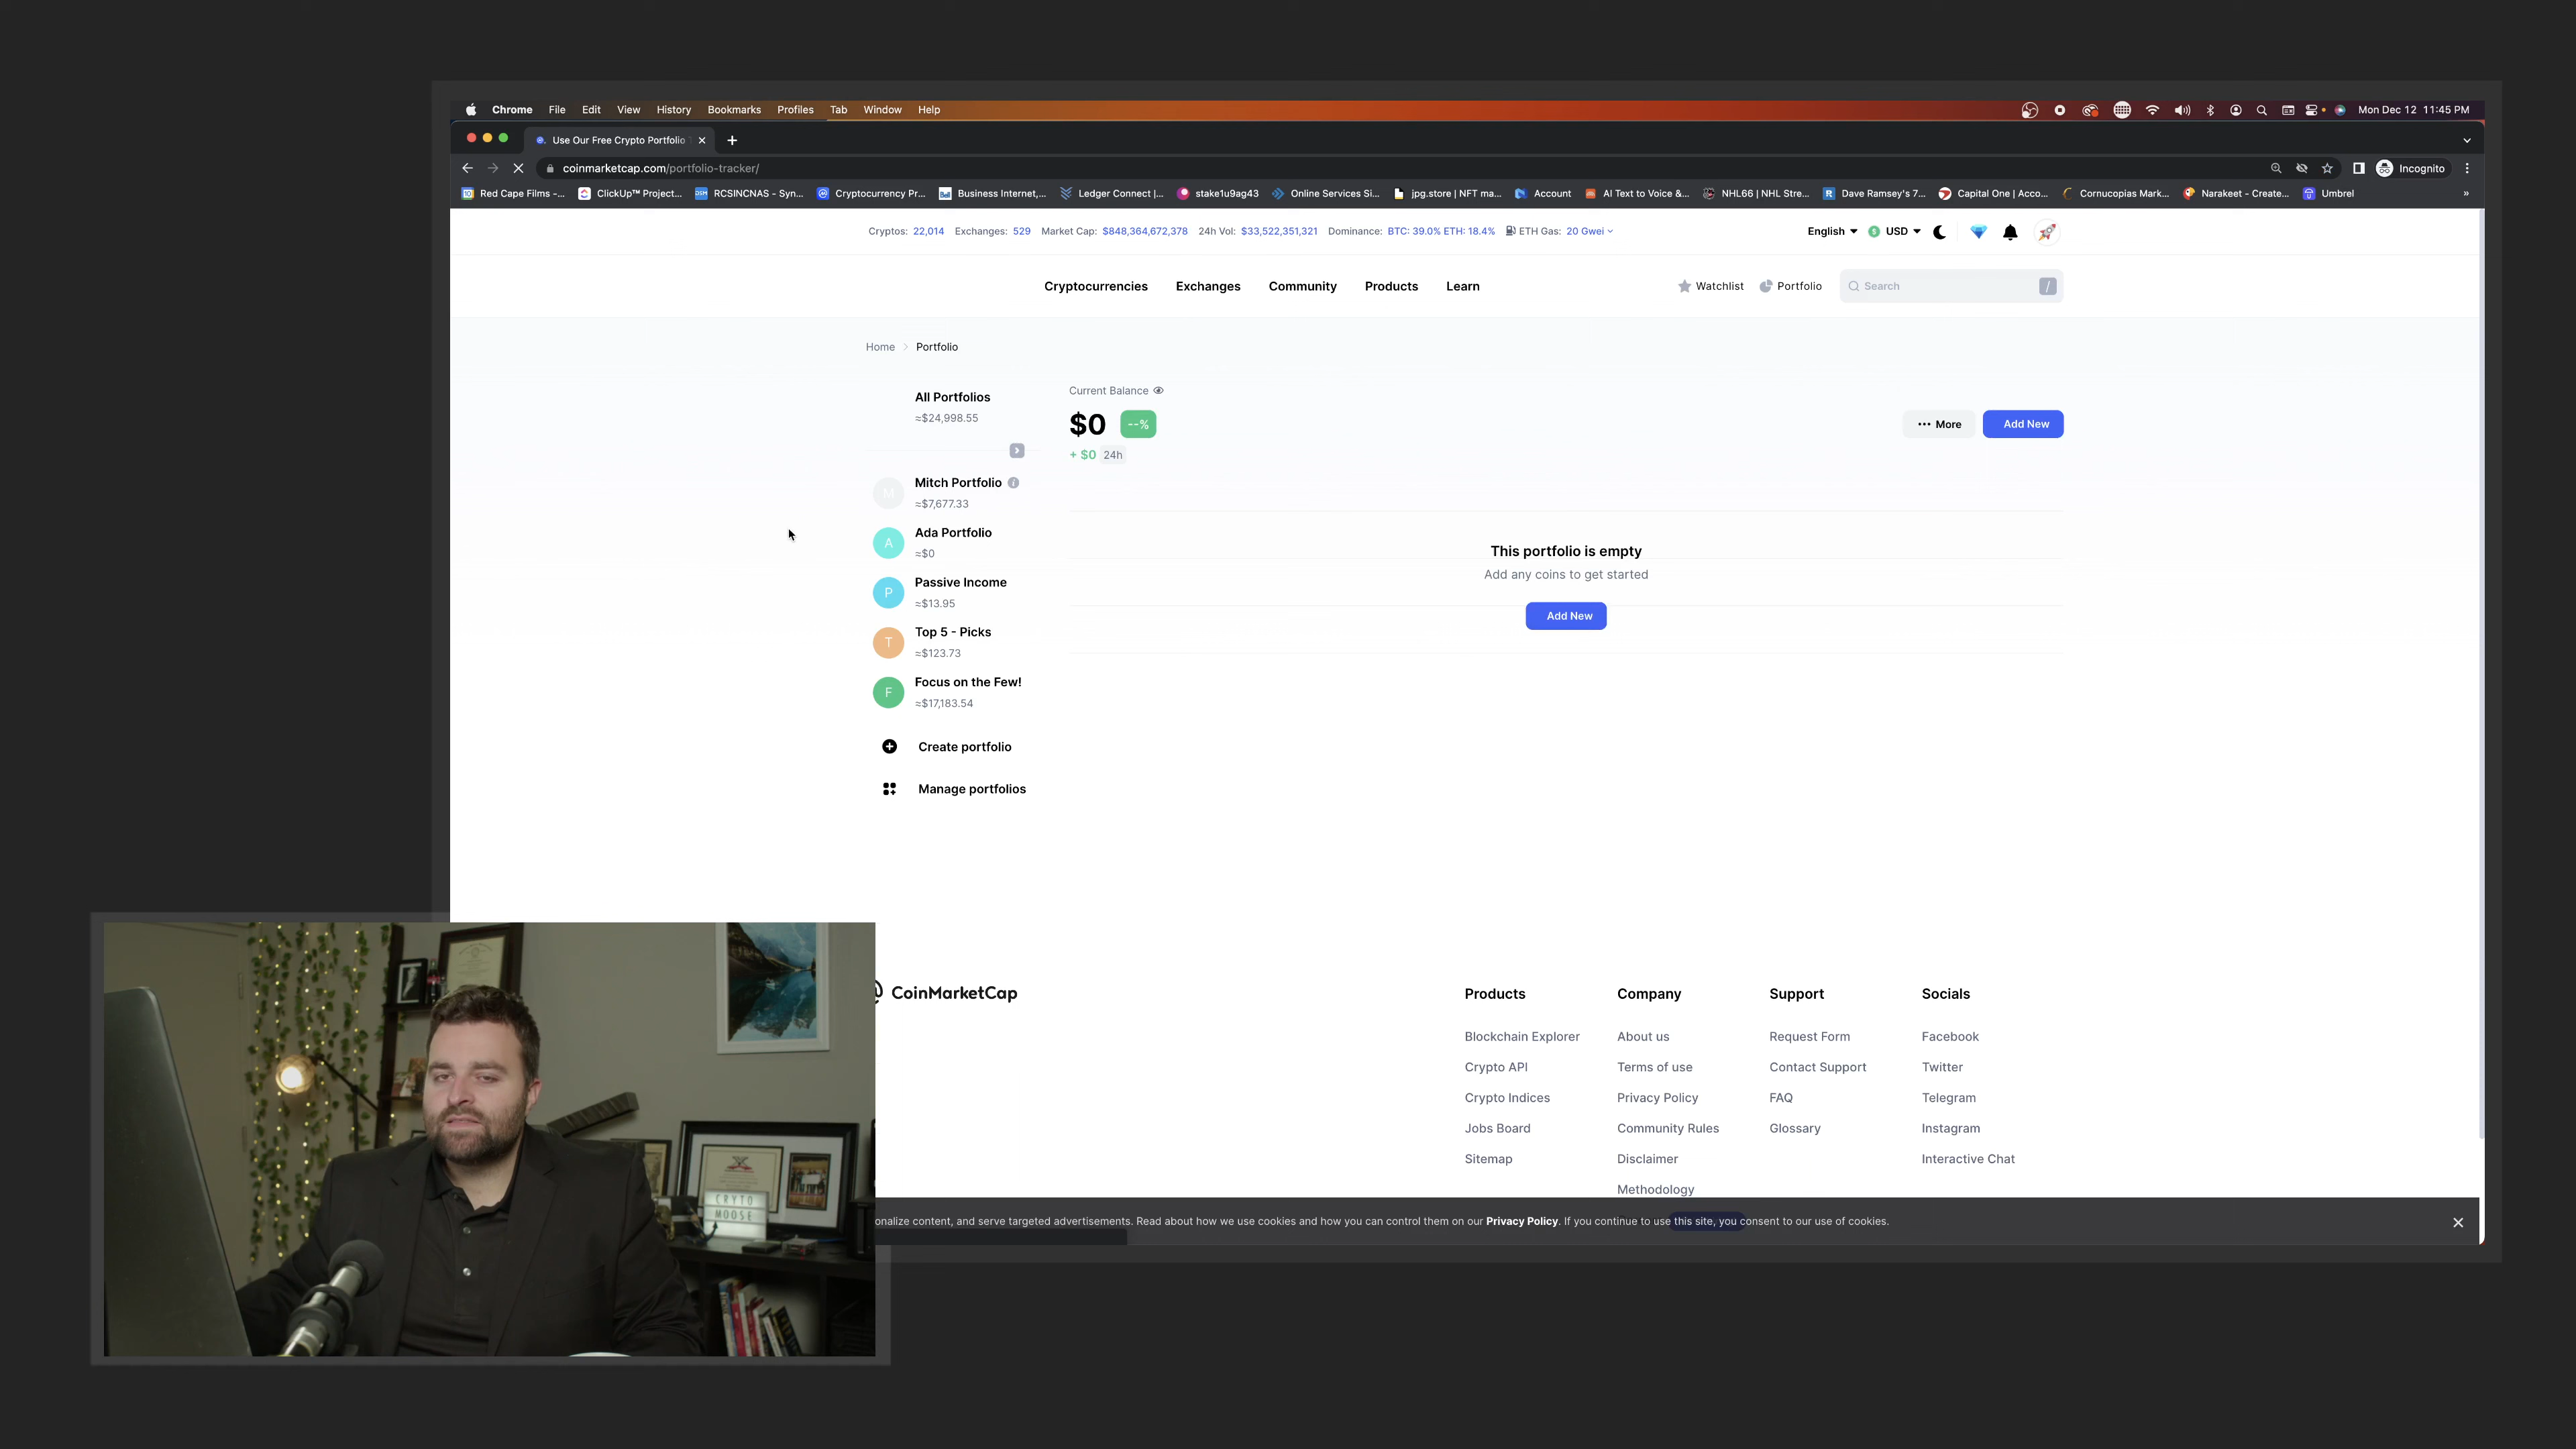 Chrome File Edit View History Bookmarks Profiles Tab Window Help Mon Dec 12 11:45 PM
Use Our Free Crypto Portfolio T
coinmarketcap.com/portfolio-tracker/ Incognito
Red Cape Films -... ClickUp™ Project... RCSINCNAS - Syn... Cryptocurrency Pr... Business Internet,... Ledger Connect |... stake1u9ag43 Online Services Si... jpg.store | NFT ma... Account AI Text to Voice &... NHL66 | NHL Stre... Dave Ramsey's 7... Capital One | Acco... Cornucopias Mark... Narakeet - Create... Umbrel »
Cryptos: 22,014 Exchanges: 529 Market Cap: $848,364,672,378 24h Vol: $33,522,351,321 Dominance: BTC: 39.0% ETH: 18.4% ETH Gas: 20 Gwei English USD
Cryptocurrencies Exchanges Community Products Learn Watchlist Portfolio Search /
Home > Portfolio
All Portfolios
≈$24,998.55
Current Balance
$0 --%
+ $0 24h
••• More Add New
M Mitch Portfolio i
≈$7,677.33
A Ada Portfolio
≈$0
P Passive Income
≈$13.95
T Top 5 - Picks
≈$123.73
F Focus on the Few!
≈$17,183.54
Create portfolio
Manage portfolios
This portfolio is empty
Add any coins to get started
Add New
CoinMarketCap
Products Company Support Socials
Blockchain Explorer About us Request Form Facebook
Crypto API Terms of use Contact Support Twitter
Crypto Indices Privacy Policy FAQ Telegram
Jobs Board Community Rules Glossary Instagram
Sitemap Disclaimer Interactive Chat
Methodology
onalize content, and serve targeted advertisements. Read about how we use cookies and how you can control them on our Privacy Policy. If you continue to use this site, you consent to our use of cookies.
CRYTO
MOOSE